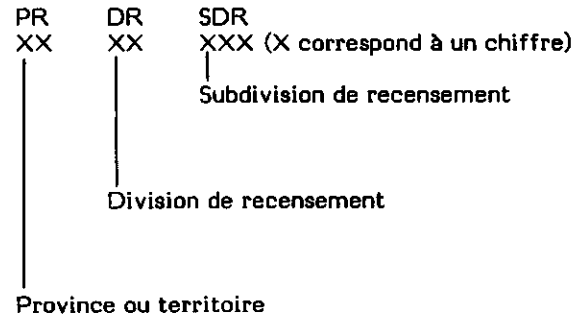 PR DR SDR
XX XX XXX (X correspond à un chiffre)
Subdivision de recensement
Division de recensement
Province ou territoire